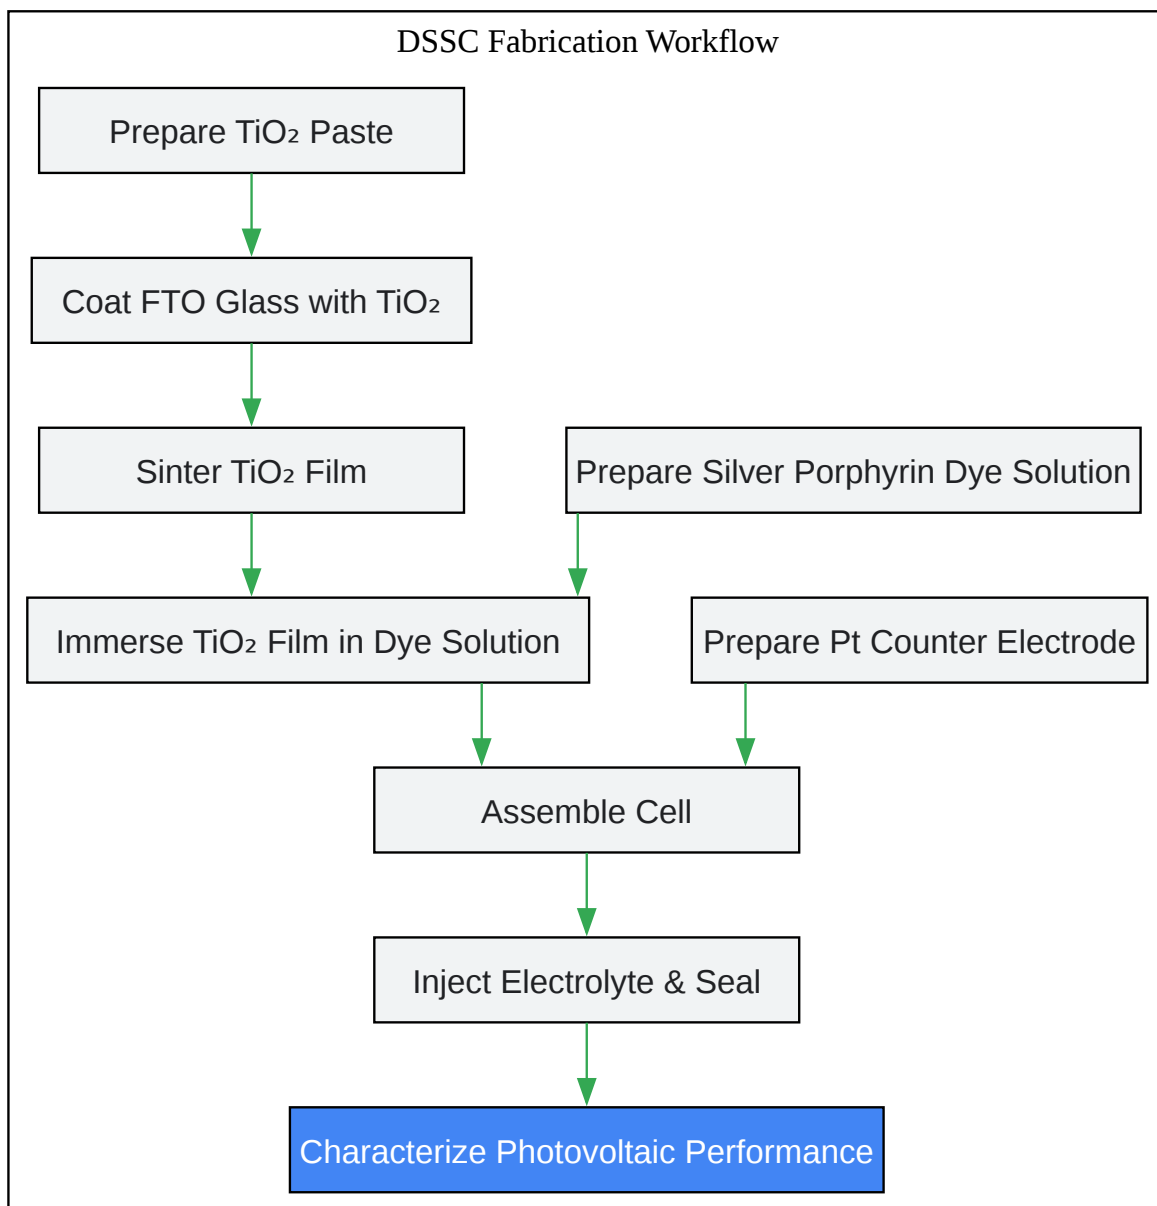 DSSC Fabrication Workflow
Prepare TiO₂ Paste
Coat FTO Glass with TiO₂
Sinter TiO₂ Film
Prepare Silver Porphyrin Dye Solution
Immerse TiO₂ Film in Dye Solution
Prepare Pt Counter Electrode
Assemble Cell
Inject Electrolyte & Seal
Characterize Photovoltaic Performance